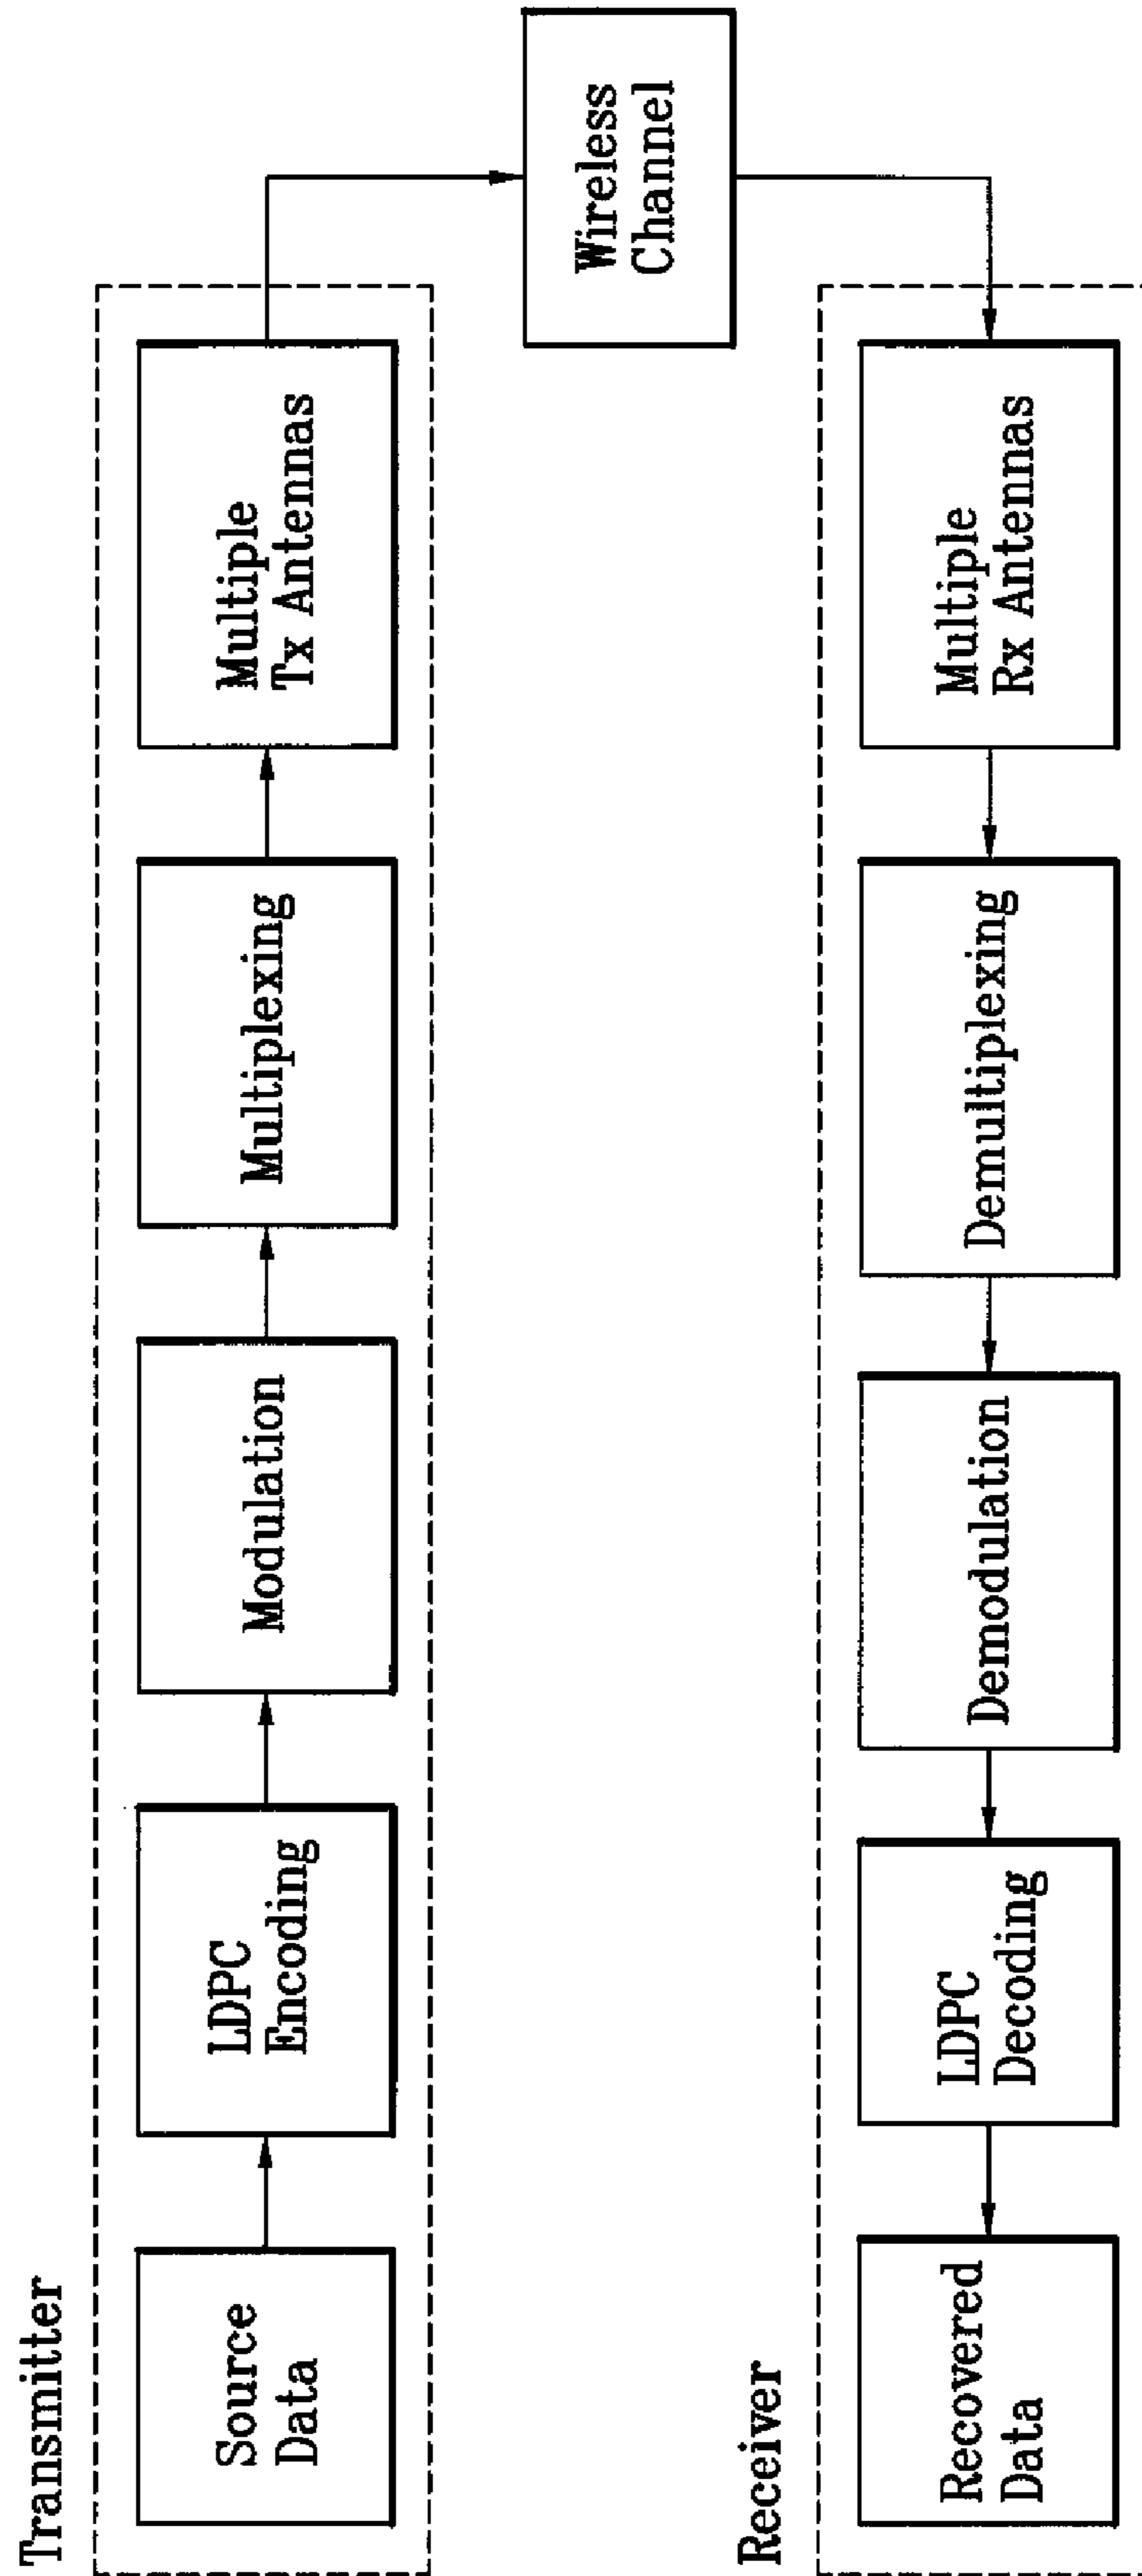 Transmitter
Source
Data
LDPC
Encoding
Modulation
Multiplexing
Multiple
Tx Antennas
Wireless
Channel
Receiver
Recovered
Data
LDPC
Decoding
Demodulation
Demultiplexing
Multiple
Rx Antennas